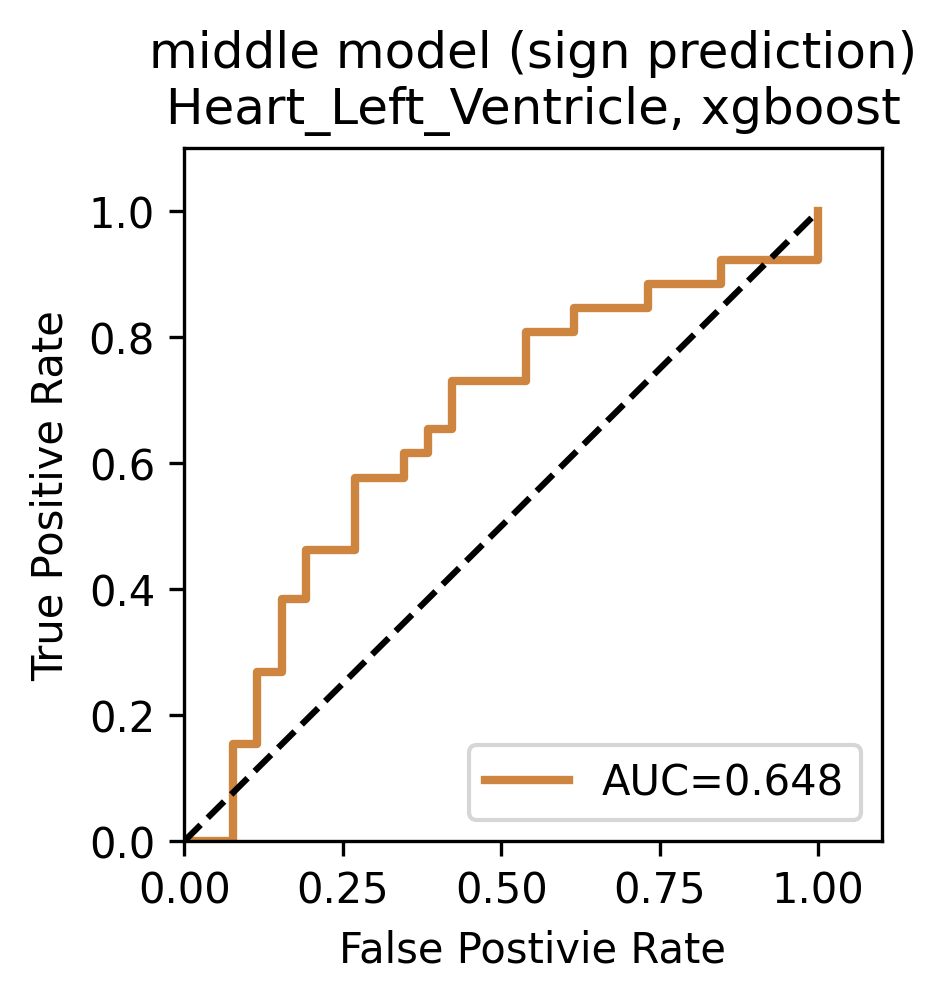 middle model (sign prediction)
Heart_Left_Ventricle, xgboost
True Positive Rate
1.0
0.8
0.6
0.4
0.2
0.0
AUC=0.648
0.00 0.25 0.50 0.75 1.00
False Postivie Rate